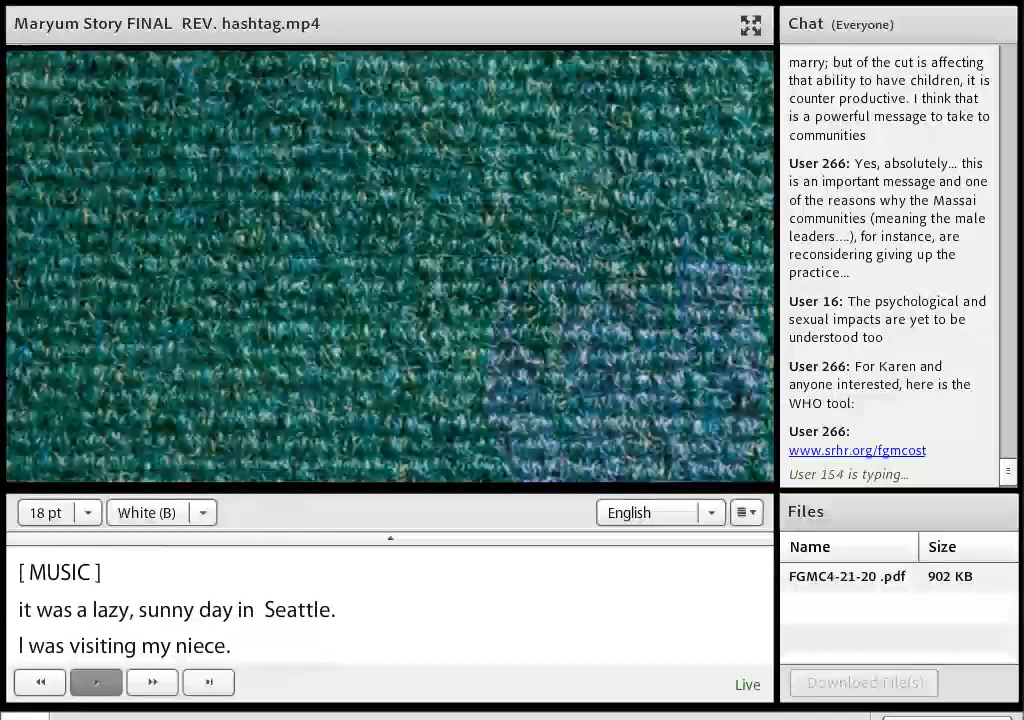 Maryum Story FINAL  REV. hashtag.mp4
Chat (Everyone)
marry; but of the cut is affecting
that ability to have children, it is
counter productive. I think that
is a powerful message to take to
communities
User 266: Yes, absolutely... this
is an important message and one
of the reasons why the Massai
communities (meaning the male
leaders....), for instance, are
reconsidering giving up the
practice...
User 16: The psychological and
sexual impacts are yet to be
understood too
User 266: For Karen and
anyone interested, here is the
WHO tool:
User 266:
www.srhr.org/fgmcost
User 154 is typing...
18 pt
White (B)
English
[ MUSIC ]
it was a lazy, sunny day in  Seattle.
I was visiting my niece.
Live
Files
Name Size
FGMC4-21-20 .pdf 902 KB
Download File(s)